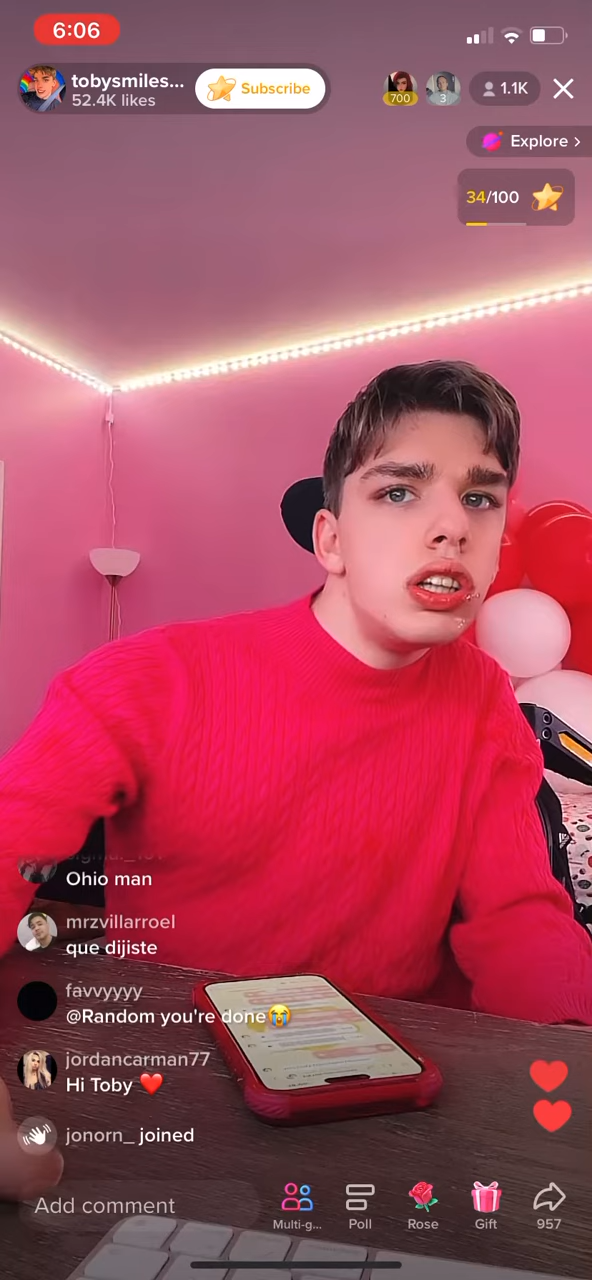 6:06
tobysmiles...
52.4K likes
Subscribe
700
3
1.1K
Explore >
34/100
Ohio man
mrzvillarroel
que dijiste
favvyyyy
@Random you're done😭
jordancarman77
Hi Toby ❤️
jonorn_ joined
Add comment
Multi-g...
Poll
Rose
Gift
957